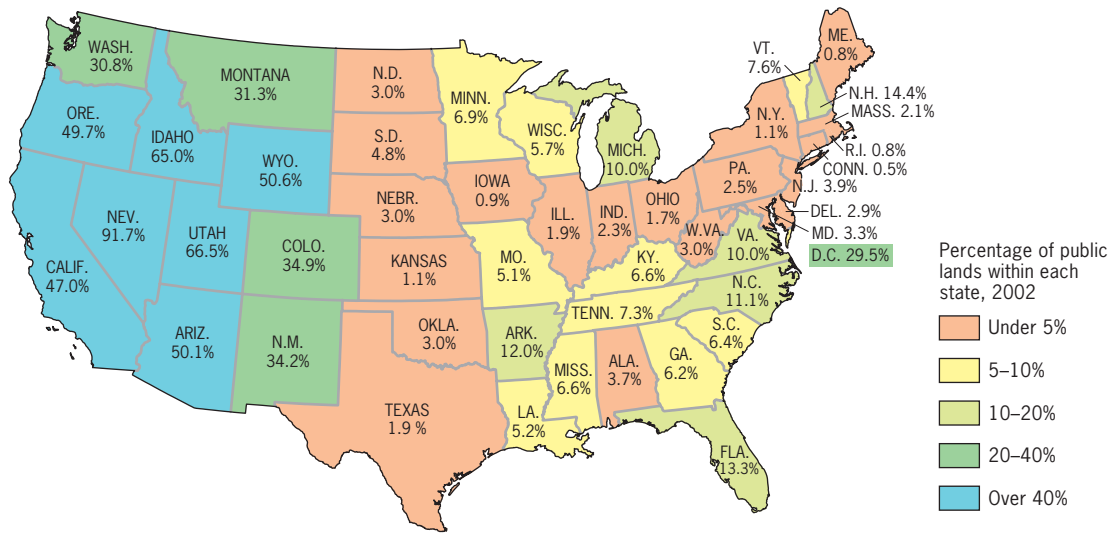 WASH.
30.8%
MONTANA
31.3%
ORE.
49.7%
IDAHO
65.0%
WYO.
50.6%
NEV.
91.7%
UTAH
66.5%
COLO.
34.9%
CALIF.
47.0%
ARIZ.
50.1%
N.M.
34.2%
N.D.
3.0%
S.D.
4.8%
NEBR.
3.0%
KANSAS
1.1%
OKLA.
3.0%
TEXAS
1.9 %
MINN.
6.9%
IOWA
0.9%
MO.
5.1%
ARK.
12.0%
LA.
5.2%
WISC.
5.7%
ILL.
1.9%
MICH.
10.0%
IND.
2.3%
OHIO
1.7%
KY.
6.6%
TENN. 7.3%
MISS.
6.6%
ALA.
3.7%
GA.
6.2%
FLA.
13.3%
S.C.
6.4%
N.C.
11.1%
VA.
10.0%
W.VA.
3.0%
PA.
2.5%
N.Y.
1.1%
VT.
7.6%
ME.
0.8%
N.H. 14.4%
MASS. 2.1%
R.I. 0.8%
CONN. 0.5%
N.J. 3.9%
DEL. 2.9%
MD. 3.3%
D.C. 29.5%
Percentage of public
lands within each
state, 2002
Under 5%
5–10%
10–20%
20–40%
Over 40%